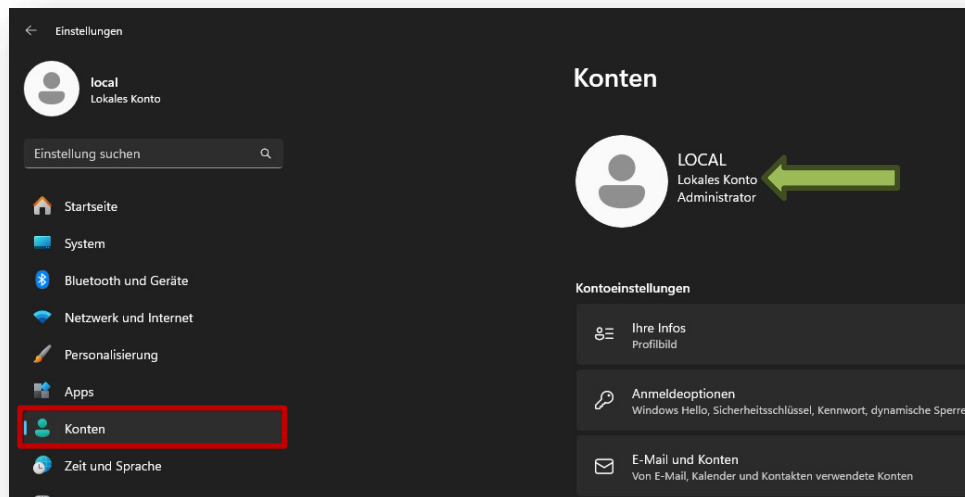 Einstellungen
local
Lokales Konto
Einstellung suchen
Startseite
System
Bluetooth und Geräte
Netzwerk und Internet
Personalisierung
Apps
Konten
Zeit und Sprache
Konten
LOCAL
Lokales Konto
Administrator
Kontoeinstellungen
Ihre Infos
Profilbild
Anmeldeoptionen
Windows Hello, Sicherheitsschlüssel, Kennwort, dynamische Sperre
E-Mail und Konten
Von E-Mail, Kalender und Kontakten verwendete Konten